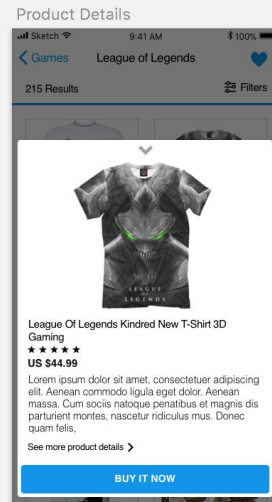 Product Details
Sketch
9:41 AM
100%
Games
League of Legends
215 Results
Filters
LEAGUE
OF
LEGENDS
League Of Legends Kindred New T-Shirt 3D
Gaming
US $44.99
Lorem ipsum dolor sit amet, consectetuer adipiscing
elit. Aenean commodo ligula eget dolor. Aenean
massa. Cum sociis natoque penatibus et magnis dis
parturient montes, nascetur ridiculus mus. Donec
quam felis,
See more product details
BUY IT NOW